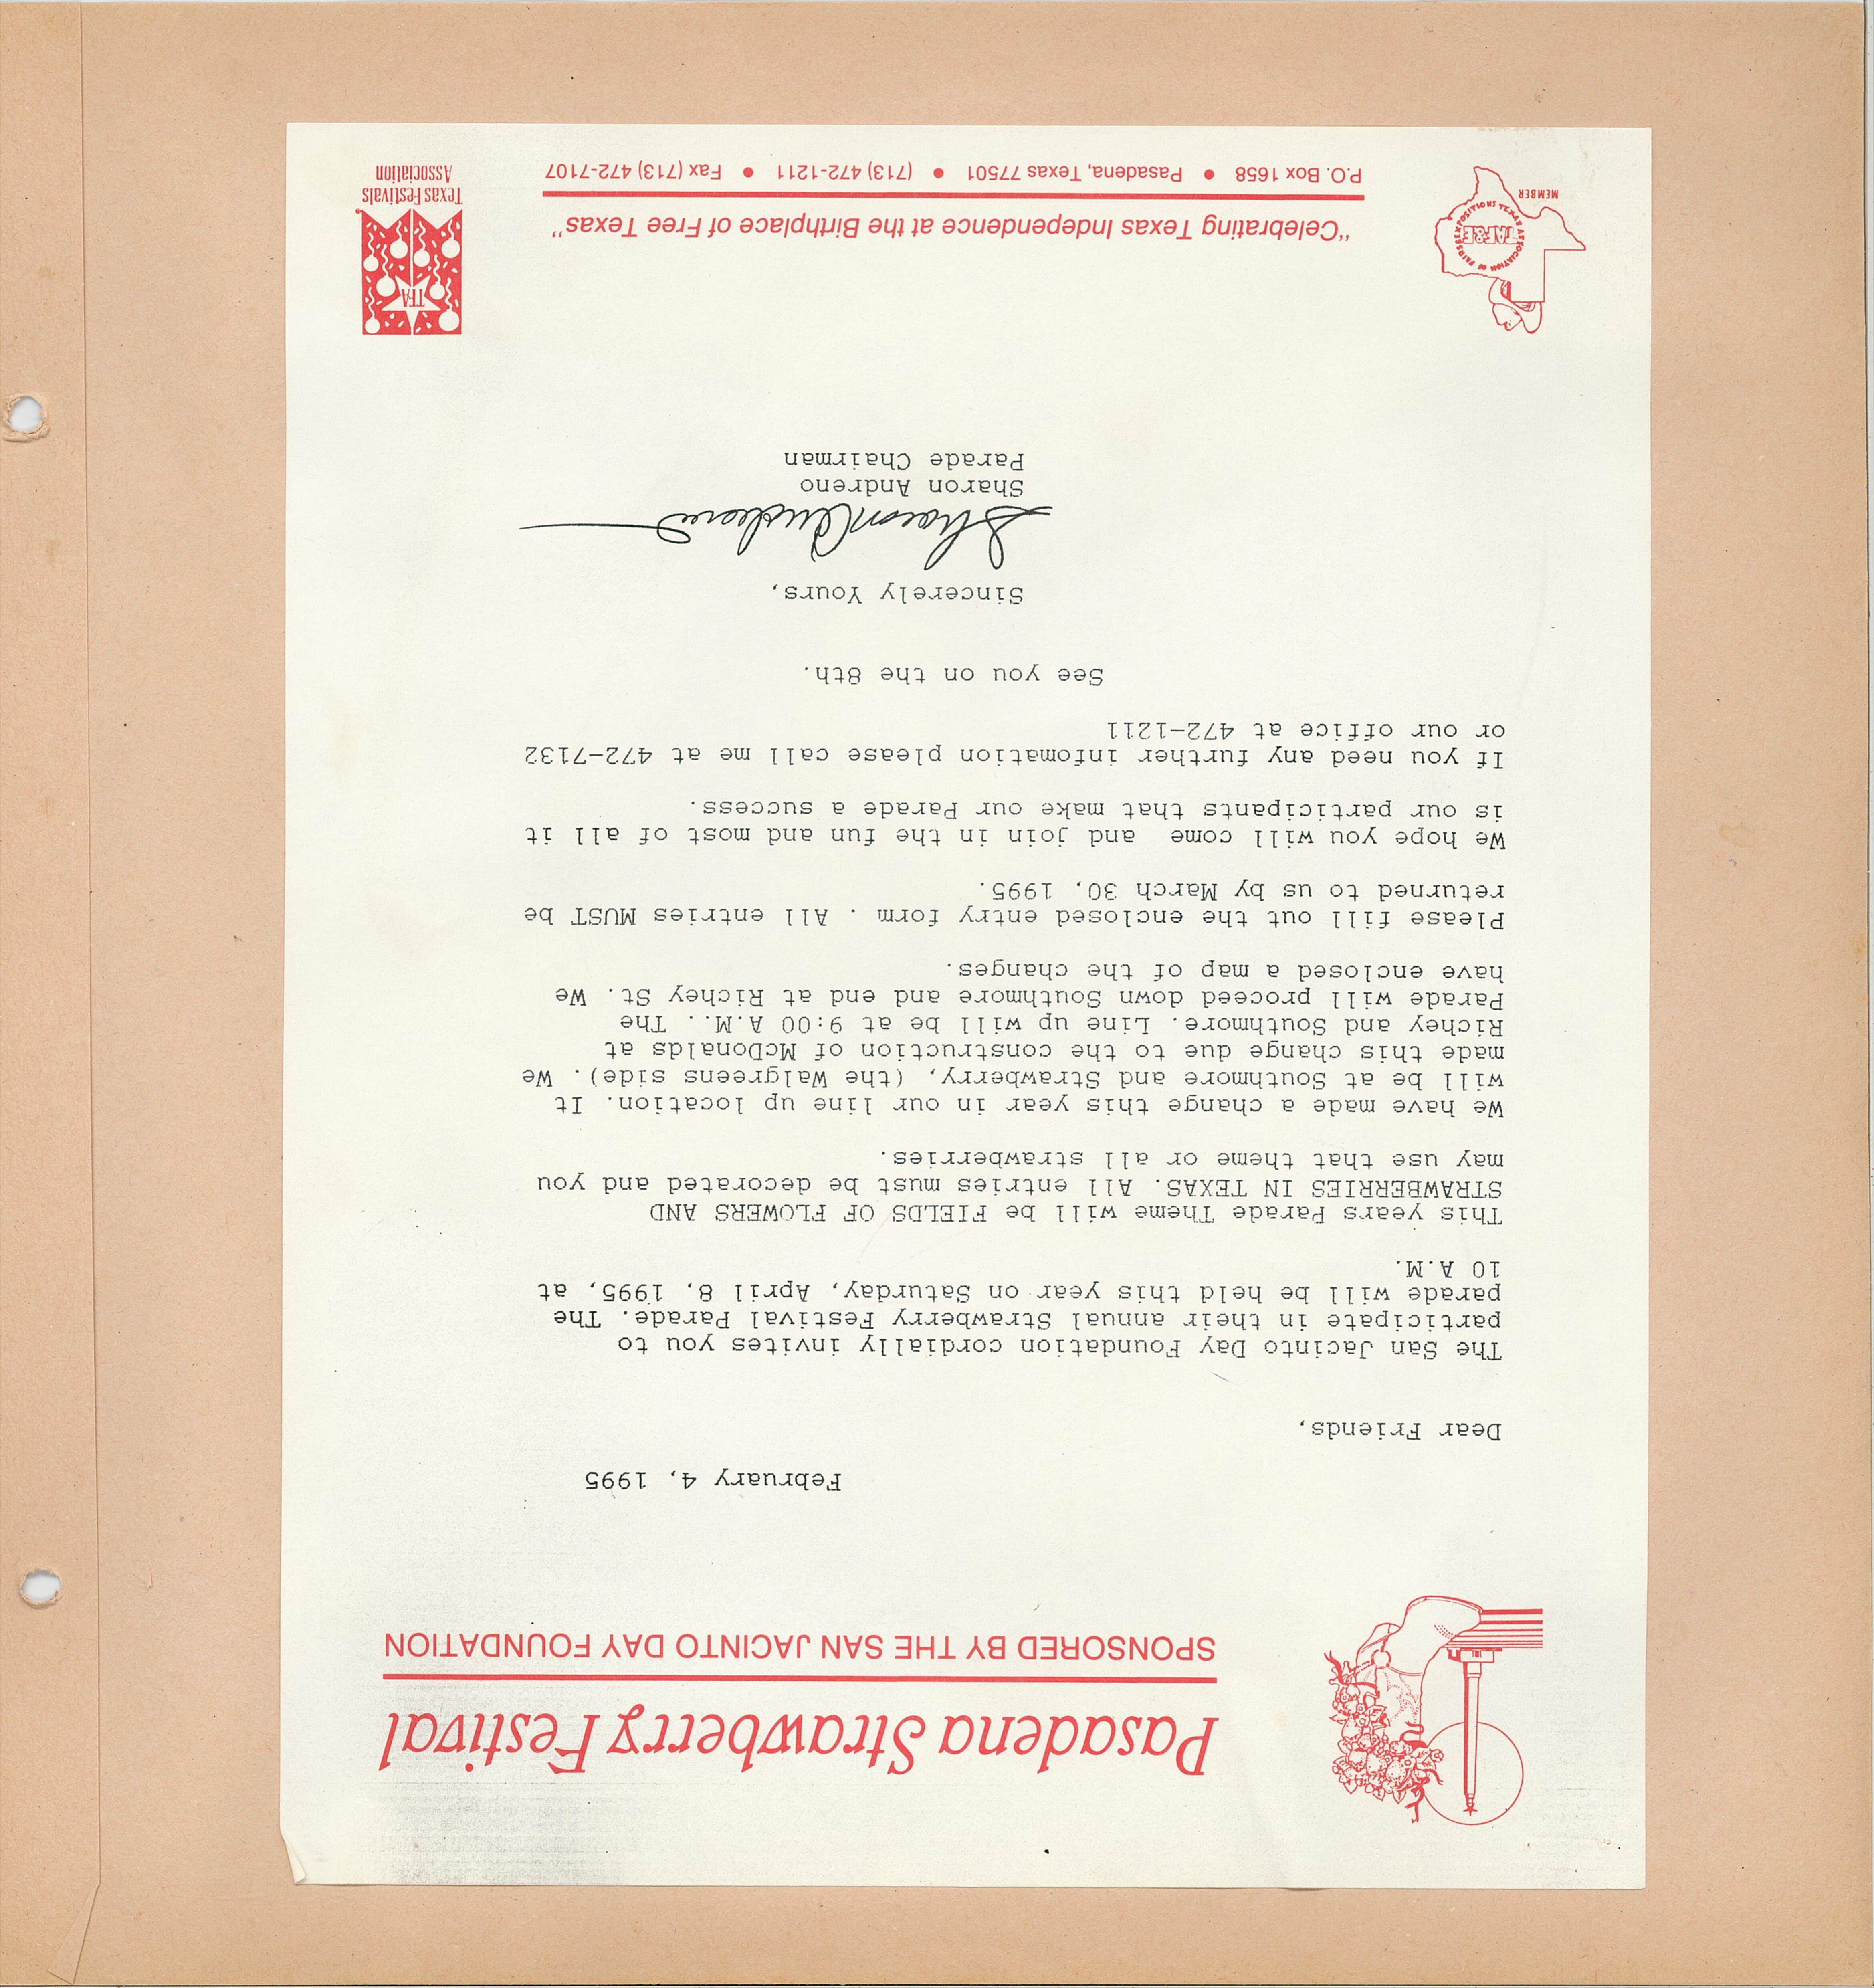 Pasadena Strawberry Festival
SPONSORED BY THE SAN JACINTO DAY FOUNDATION
February 4, 1995
Dear Friends,
The San Jacinto Day Foundation cordially invites you to
participate in their annual Strawberry Festival Parade. The
parade will be held this year on Saturday, April 8, 1995, at
10 A.M.
This years Parade Theme will be FIELDS OF FLOWERS AND
STRAWBERRIES IN TEXAS. All entries must be decorated and you
may use that theme or all strawberries.
We have made a change this year in our line up location. It
will be at Southmore and Strawberry, (the Walgreens side). We
made this change due to the construction of McDonalds at
Richey and Southmore. Line up will be at 9:00 A.M.. The
Parade will proceed down Southmore and end at Richey St. We
have enclosed a map of the changes.
Please fill out the enclosed entry form . All entries MUST be
returned to us by March 30, 1995.
We hope you will come  and join in the fun and most of all it
is our participants that make our Parade a success.
If you need any further infomation please call me at 472-7132
or our office at 472-1211
See you on the 8th.
Sincerely Yours,
Sharon Andreno
Sharon Andreno
Parade Chairman
TEXAS ASSOCIATION of FAIRS & EXPOSITIONS
TAF&E
MEMBER
"Celebrating Texas Independence at the Birthplace of Free Texas"
P.O. Box 1658 • Pasadena, Texas 77501 • (713) 472-1211 • Fax (713) 472-7107
TFA
Texas Festivals
Association